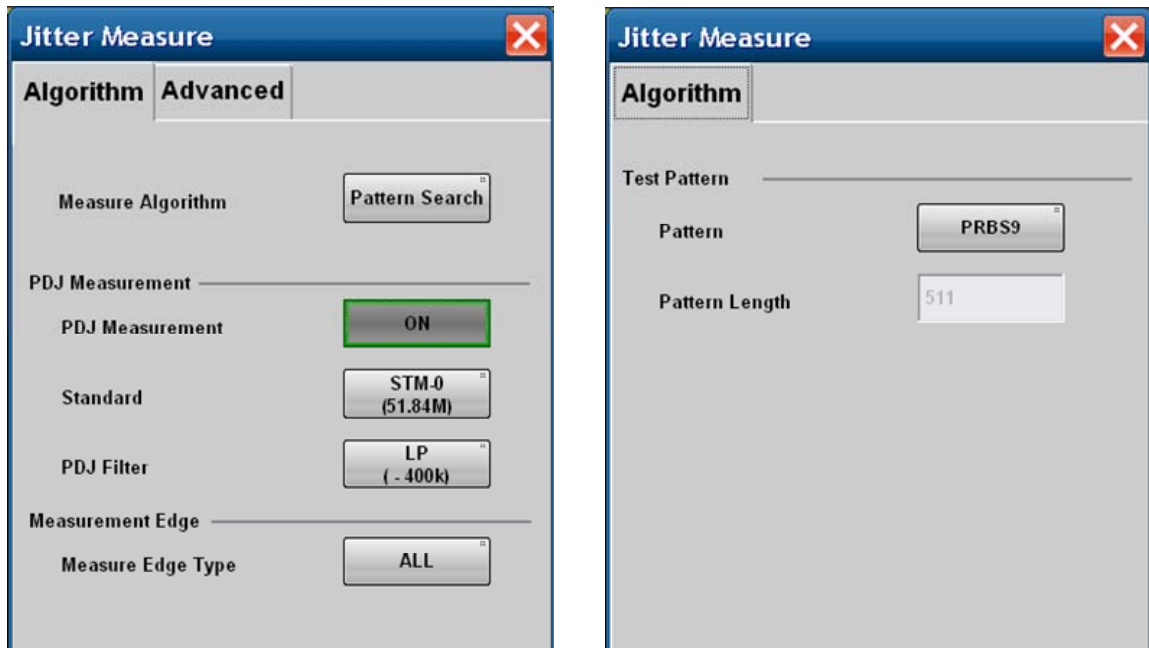 Jitter Measure
Algorithm Advanced
Measure Algorithm Pattern Search
PDJ Measurement
PDJ Measurement ON
Standard STM-0
(51.84M)
PDJ Filter LP
( - 400k)
Measurement Edge
Measure Edge Type ALL
Jitter Measure
Algorithm
Test Pattern
Pattern PRBS9
Pattern Length 511